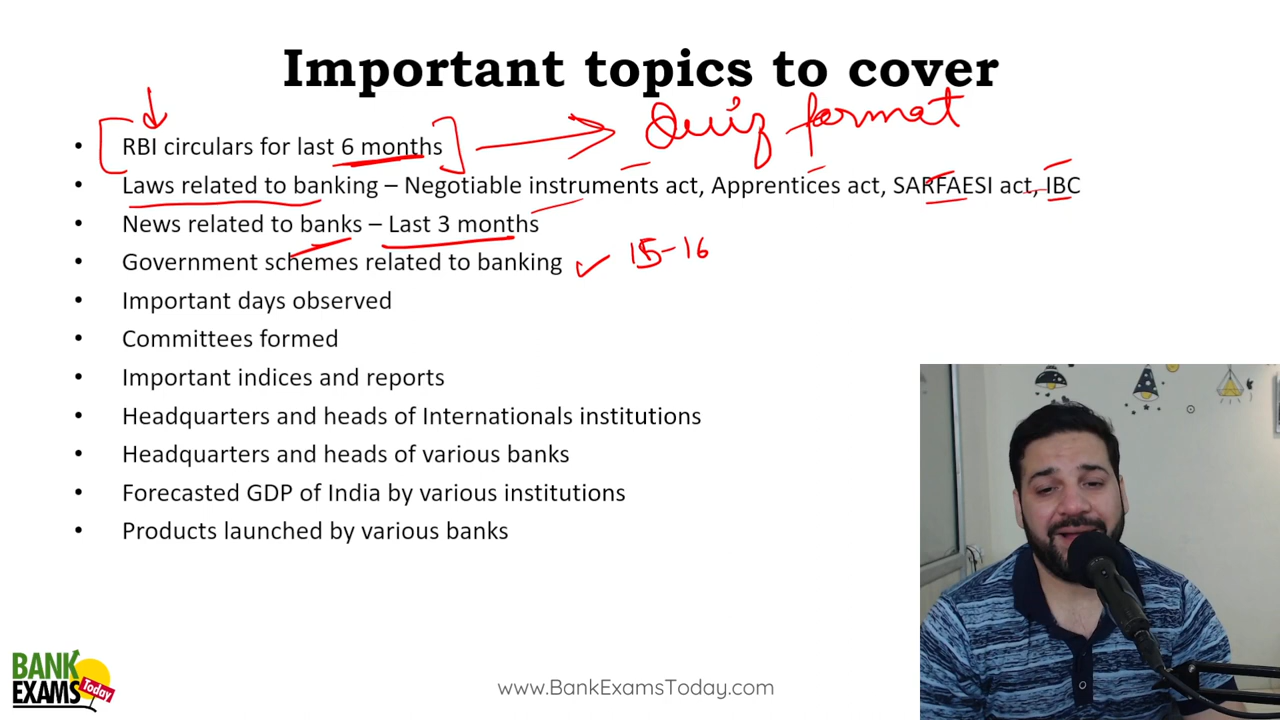 Important topics to cover
Quiz format
• RBI circulars for last 6 months
• Laws related to banking – Negotiable instruments act, Apprentices act, SARFAESI act, IBC
• News related to banks – Last 3 months
• Government schemes related to banking 15-16
• Important days observed
• Committees formed
• Important indices and reports
• Headquarters and heads of Internationals institutions
• Headquarters and heads of various banks
• Forecasted GDP of India by various institutions
• Products launched by various banks
BANK
EXAMS Today
www.BankExamsToday.com